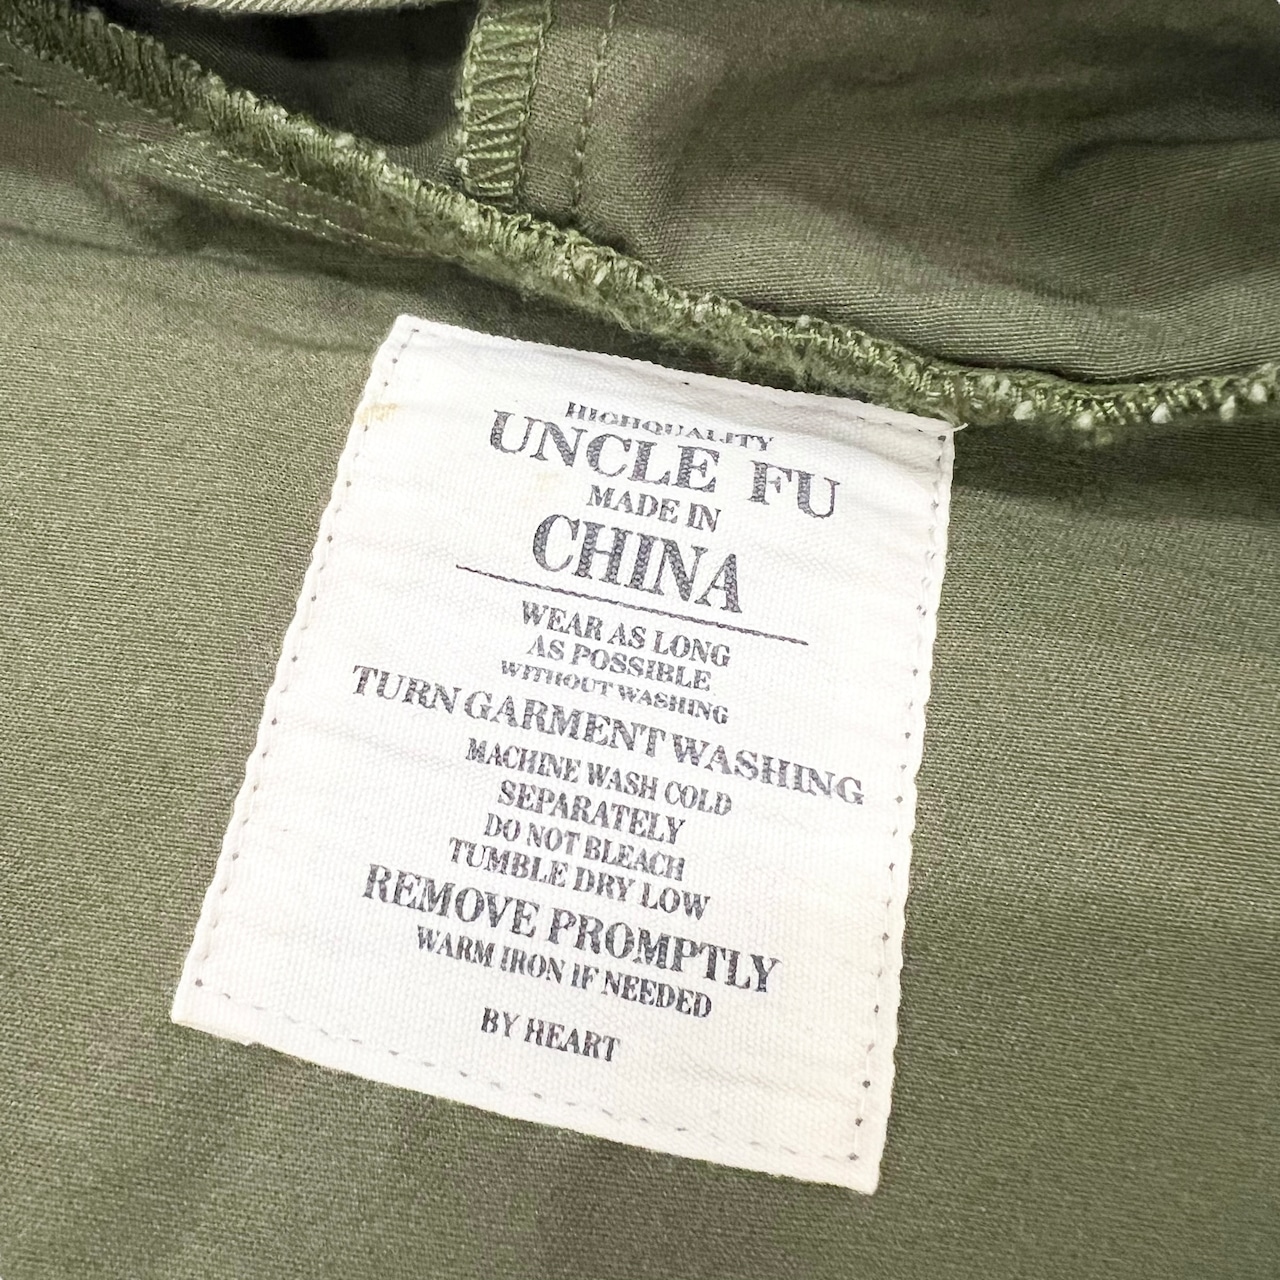 HIGHQUALITY
UNCLE FU
MADE IN
CHINA
WEAR AS LONG
AS POSSIBLE
WITHOUT WASHING
TURN GARMENT WASHING
MACHINE WASH COLD
SEPARATELY
DO NOT BLEACH
TUMBLE DRY LOW
REMOVE PROMPTLY
WARM IRON IF NEEDED
BY HEART